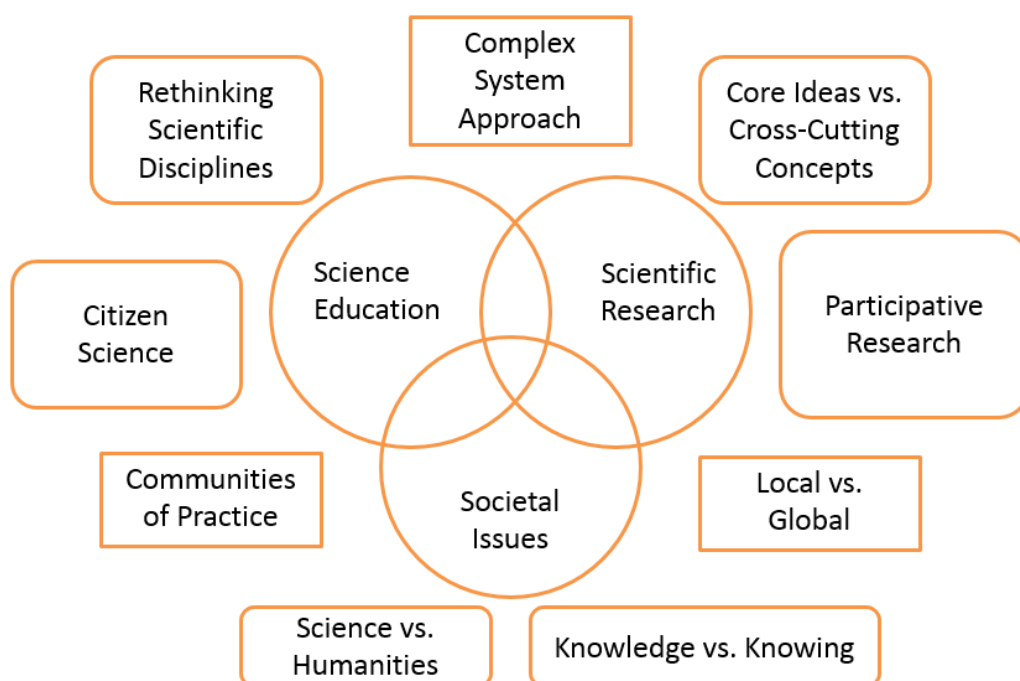 Complex
System
Approach
Rethinking
Scientific
Disciplines
Core Ideas vs.
Cross-Cutting
Concepts
Science
Education
Scientific
Research
Citizen
Science
Participative
Research
Communities
of Practice
Societal
Issues
Local vs.
Global
Science vs.
Humanities
Knowledge vs. Knowing